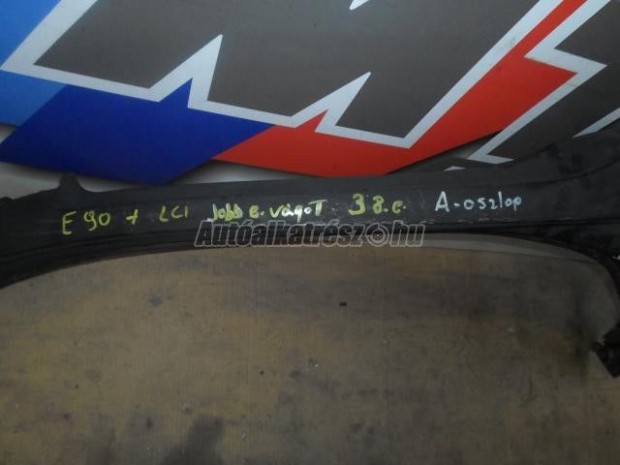 E90 + LCI Jobb e. vágoT 38.e. A-oszlop
Autóalkatrész.hu